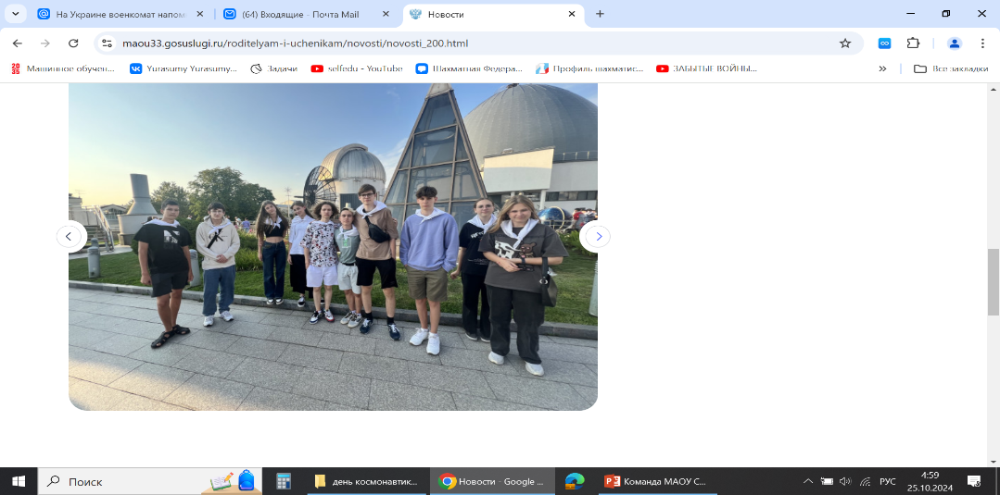 На Украине военкомат напом
(64) Входящие - Почта Mail
Новости
maou33.gosuslugi.ru/roditelyam-i-uchenikam/novosti/novosti_200.html
Машинное обучен...
Yurasumy Yurasumy...
Задачи
selfedu - YouTube
Шахматная Федера...
Профиль шахматис...
ЗАБЫТЫЕ ВОЙНЫ...
»
Все закладки
Поиск
день космонавтик...
Новости - Google ...
Команда МАОУ С...
РУС
4:59
25.10.2024